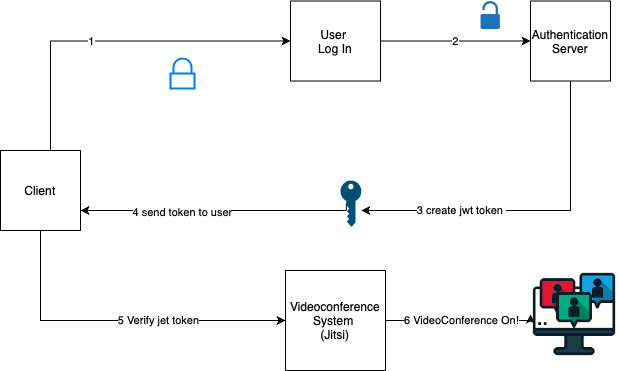 1
User
Log In
2
Authentication
Server
Client
4 send token to user
3 create jwt token
5 Verify jet token
Videoconference
System
(Jitsi)
6 VideoConference On!